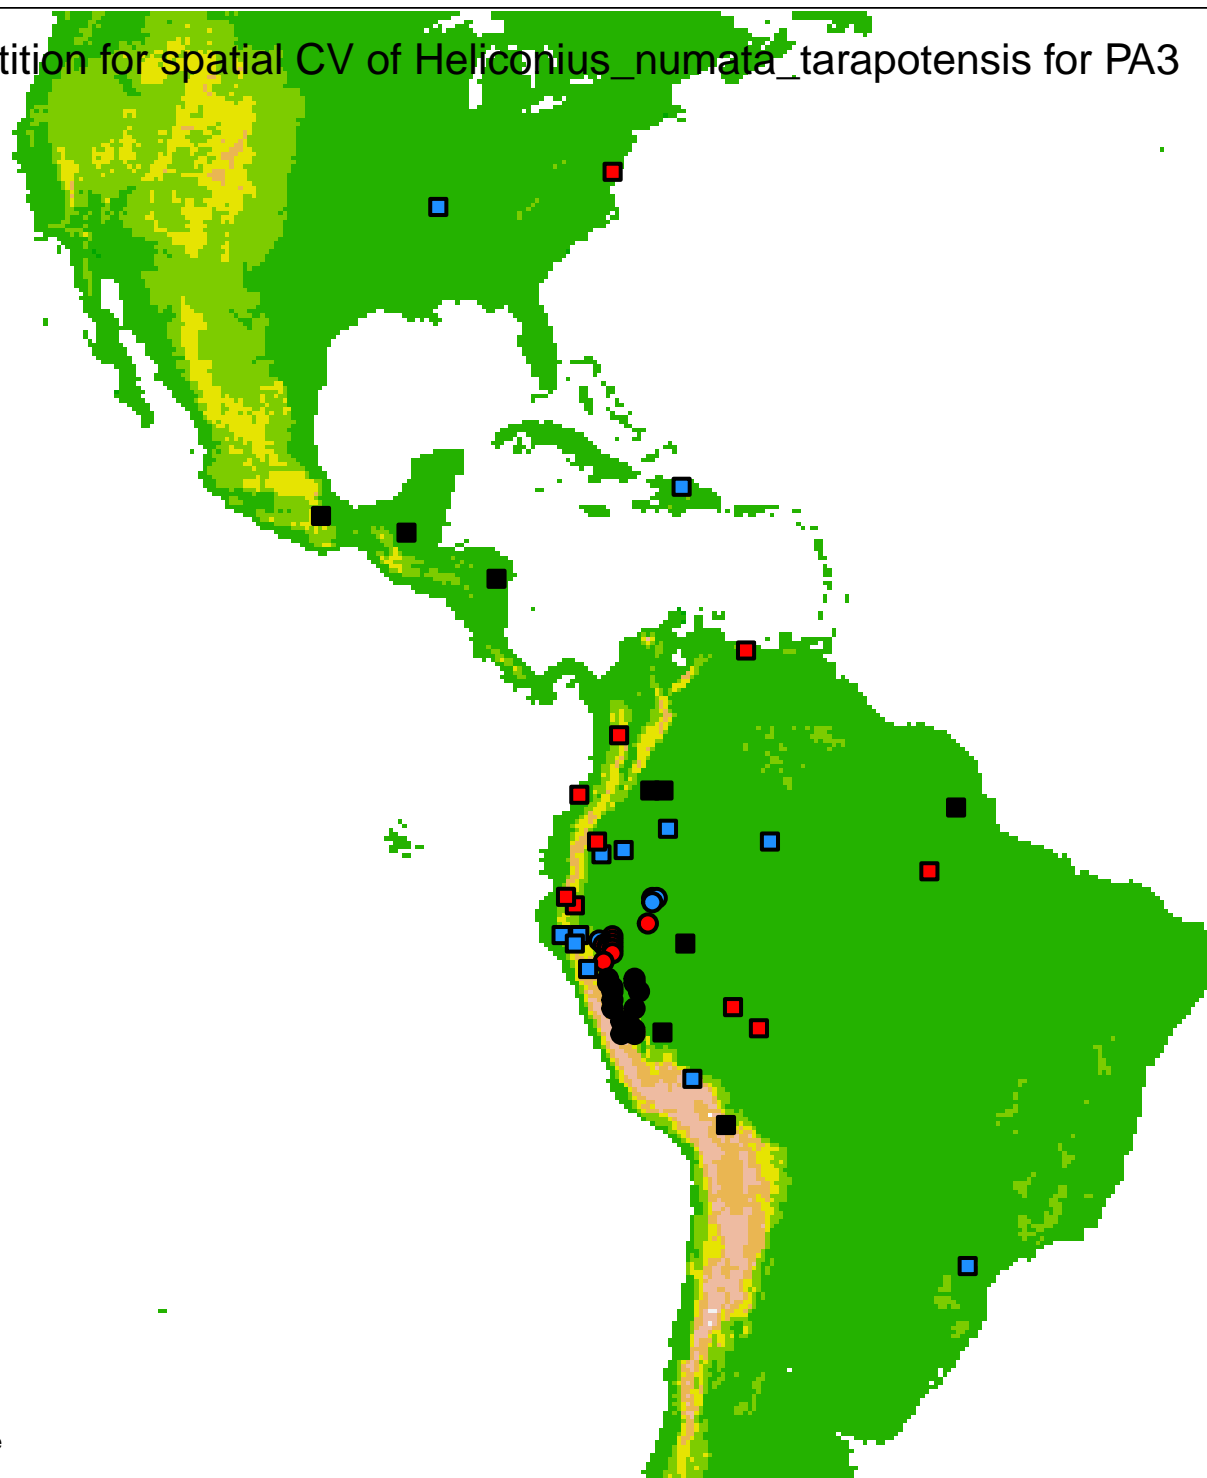 tition for spatial CV of Heliconius_numata_tarapotensis for PA3